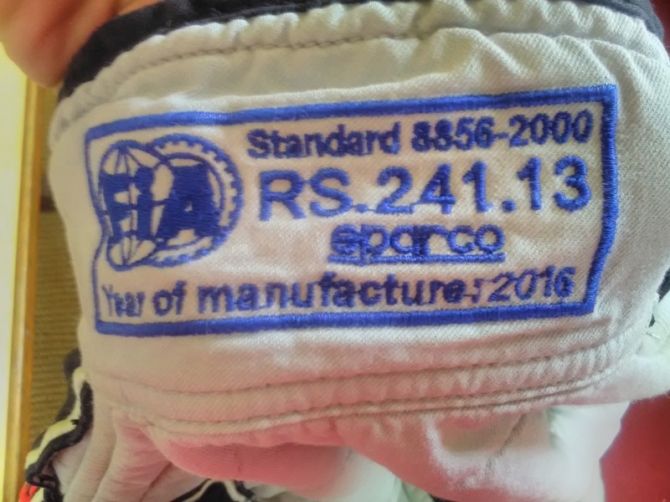 FIA
Standard 8856-2000
RS.241.13
sparco
Year of manufacture: 2016